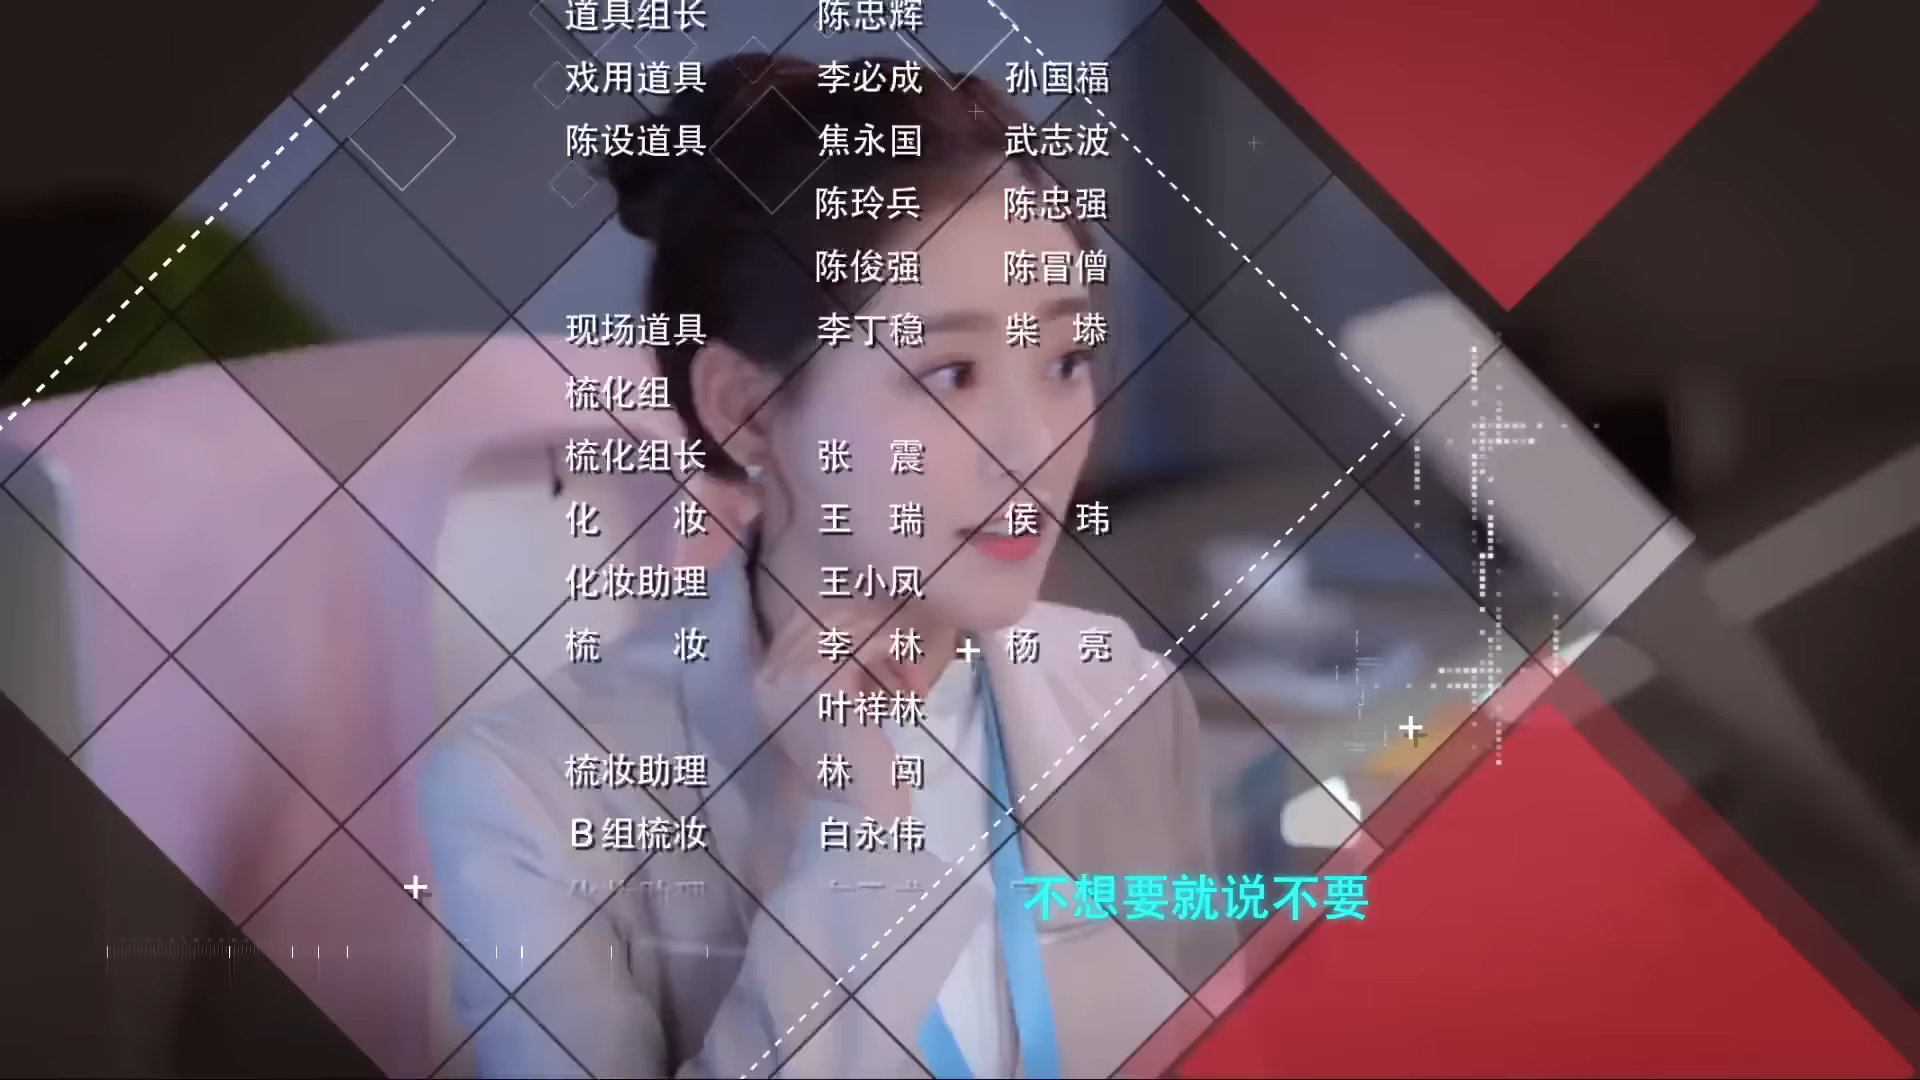 道具组长 陈忠辉
戏用道具 李必成 孙国福
陈设道具 焦永国 武志波
陈玲兵 陈忠强
陈俊强 陈冒僧
现场道具 李丁稳 柴 塨
梳化组
梳化组长 张 震
化 妆 王 瑞 侯 玮
化妆助理 王小凤
梳 妆 李 林 杨 亮
叶祥林
梳妆助理 林 闯
B组梳妆 白永伟
不想要就说不要